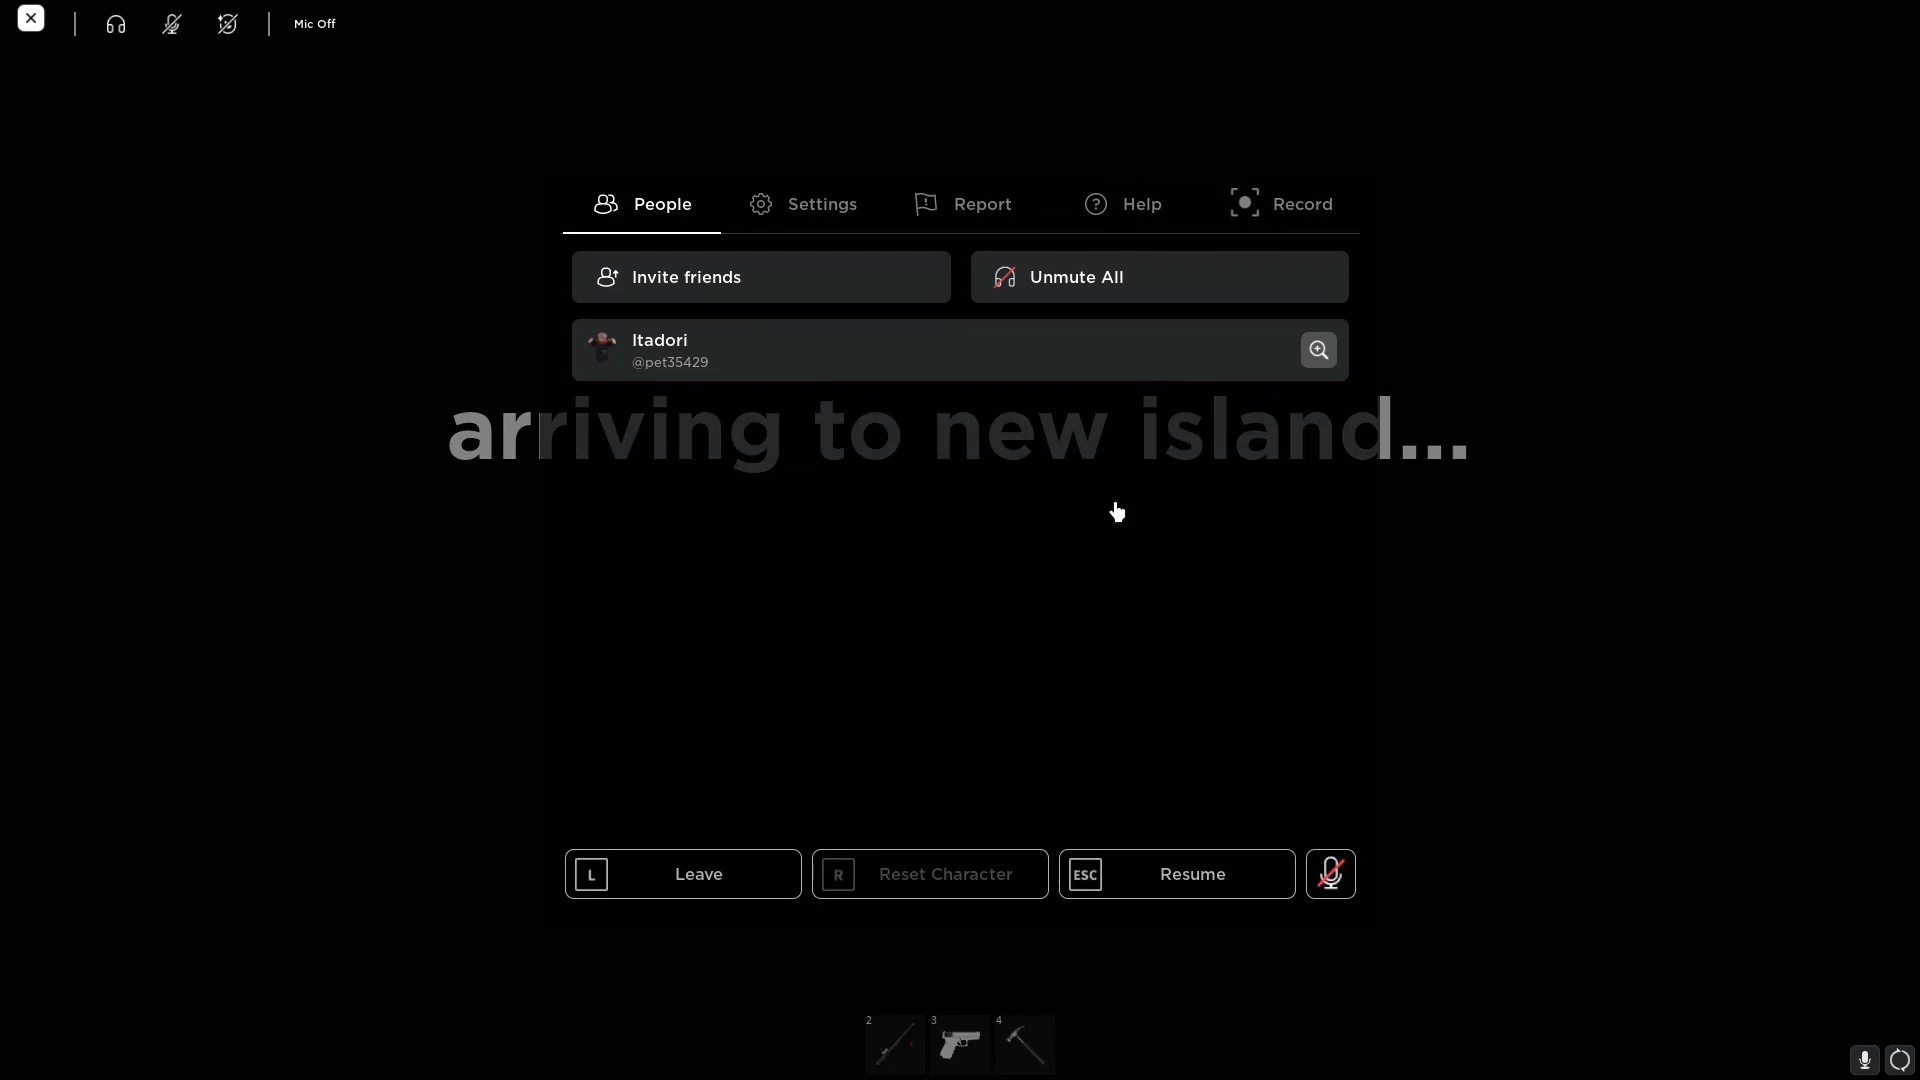 Mic Off
People
Settings
Report
Help
Record
Invite friends
Unmute All
Itadori
@pet35429
arriving to new island...
L
Leave
R
Reset Character
ESC
Resume
2
3
4